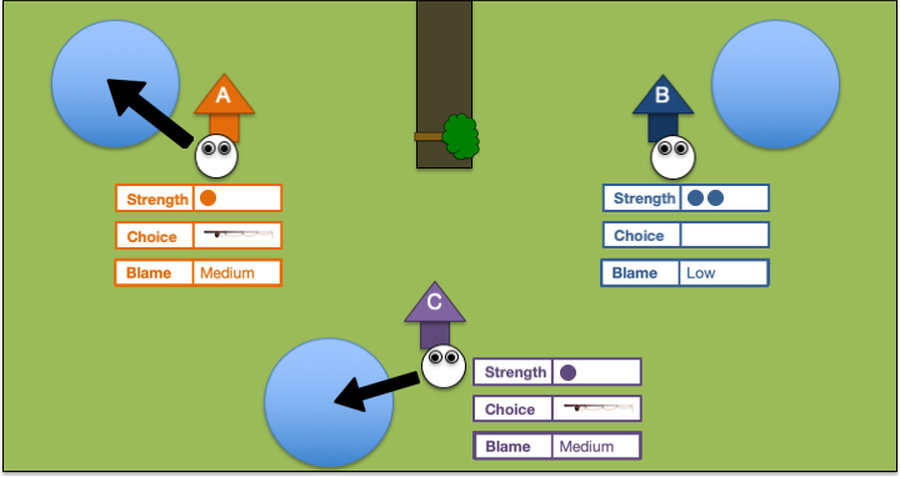 A
B
Strength
Choice
Blame Medium
Strength
Choice
Blame Low
C
Strength
Choice
Blame Medium